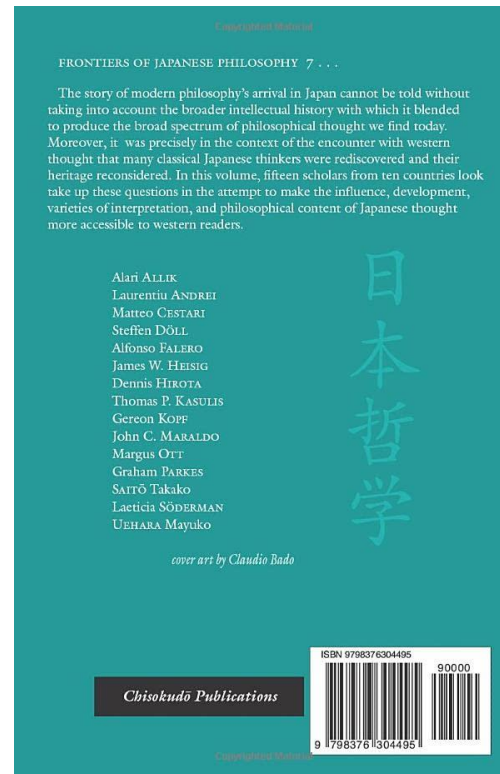 Copyrighted Material
FRONTIERS OF JAPANESE PHILOSOPHY 7 . . .
The story of modern philosophy's arrival in Japan cannot be told without
taking into account the broader intellectual history with which it blended
to produce the broad spectrum of philosophical thought we find today.
Moreover, it was precisely in the context of the encounter with western
thought that many classical Japanese thinkers were rediscovered and their
heritage reconsidered. In this volume, fifteen scholars from ten countries look
take up these questions in the attempt to make the influence, development,
varieties of interpretation, and philosophical content of Japanese thought
more accessible to western readers.
Alari ALLIK
Laurentiu ANDREI
Matteo CESTARI
Steffen DÖLL
Alfonso FALERO
James W. HEISIG
Dennis HIROTA
Thomas P. KASULIS
Gereon KOPF
John C. MARALDO
Margus OTT
Graham PARKES
SAITŌ Takako
Laeticia SÖDERMAN
UEHARA Mayuko
日本哲学
cover art by Claudio Bado
Chisokudō Publications
ISBN 9798376304495
90000
9 798376 304495
Copyrighted Material